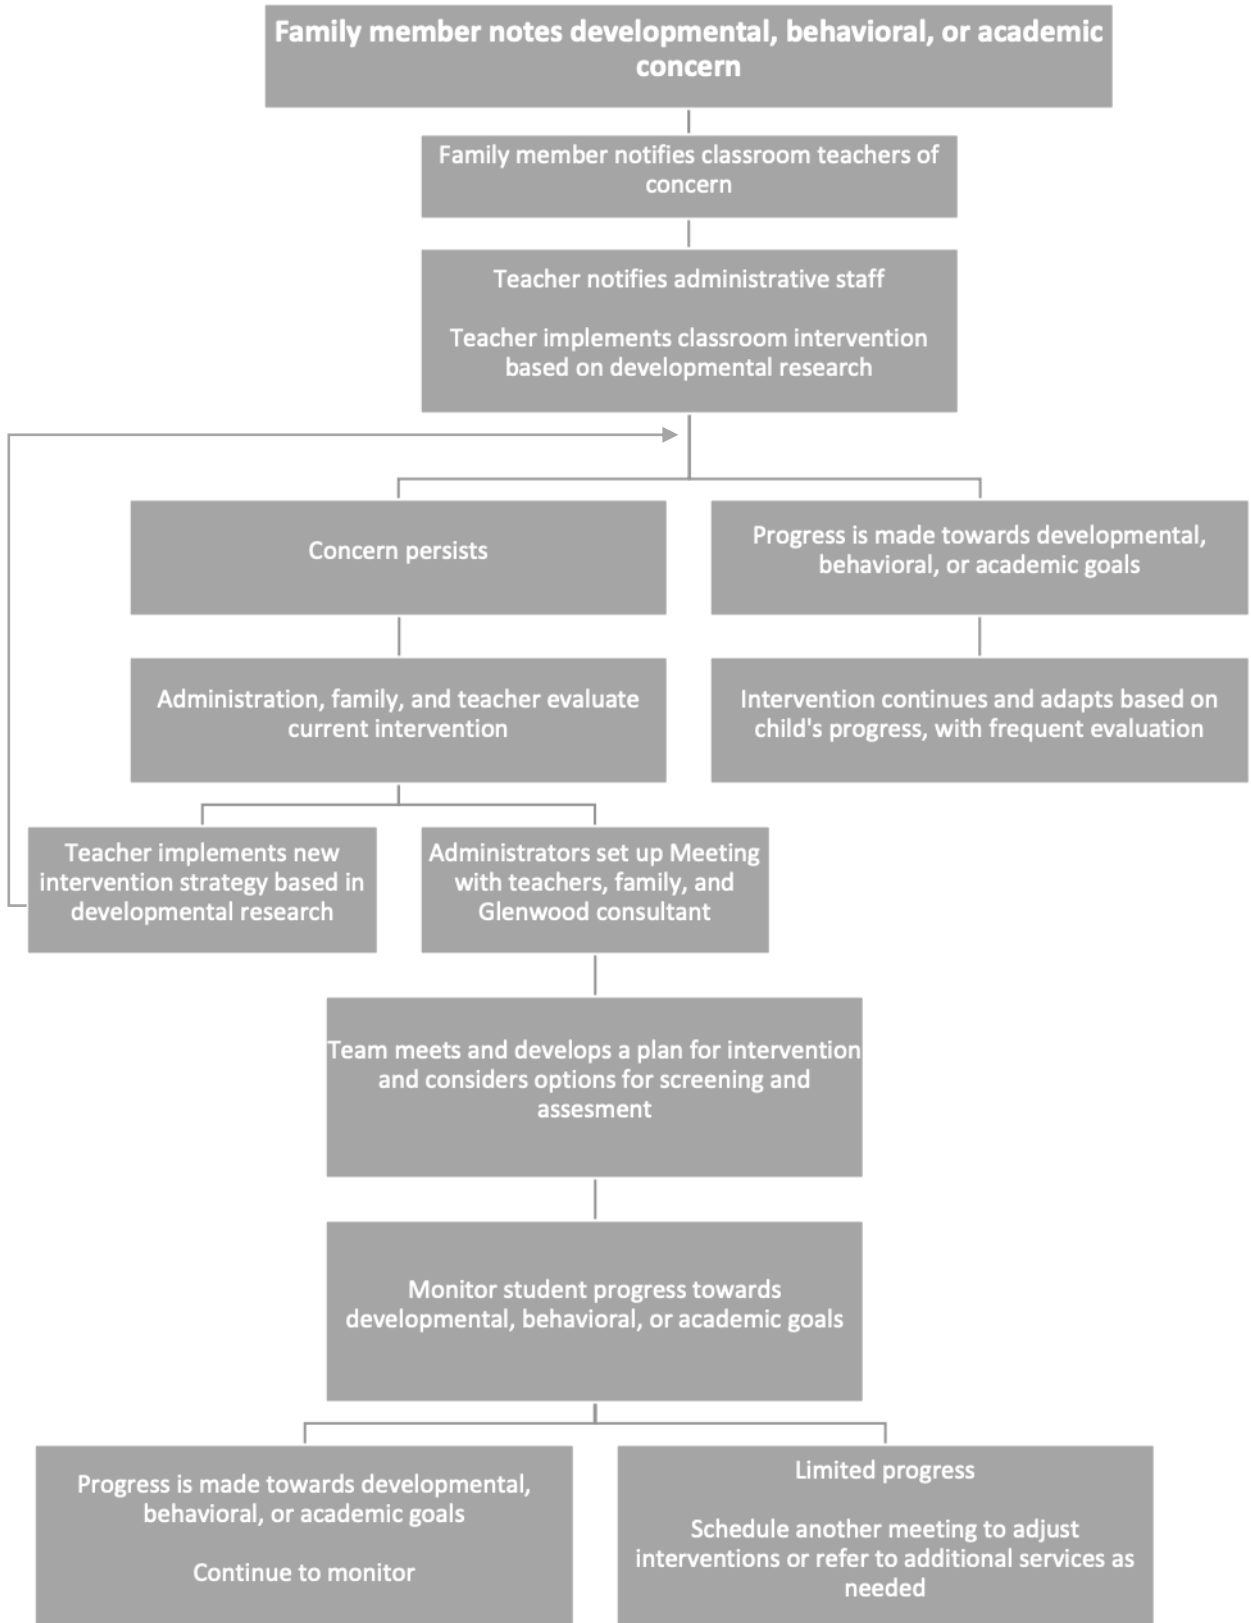 Family member notes developmental, behavioral, or academic
concern
Family member notifies classroom teachers of
concern
Teacher notifies administrative staff
Teacher implements classroom intervention
based on developmental research
Concern persists
Progress is made towards developmental,
behavioral, or academic goals
Administration, family, and teacher evaluate
current intervention
Intervention continues and adapts based on
child's progress, with frequent evaluation
Teacher implements new
intervention strategy based in
developmental research
Administrators set up Meeting
with teachers, family, and
Glenwood consultant
Team meets and develops a plan for intervention
and considers options for screening and
assesment
Monitor student progress towards
developmental, behavioral, or academic goals
Progress is made towards developmental,
behavioral, or academic goals
Continue to monitor
Limited progress
Schedule another meeting to adjust
interventions or refer to additional services as
needed